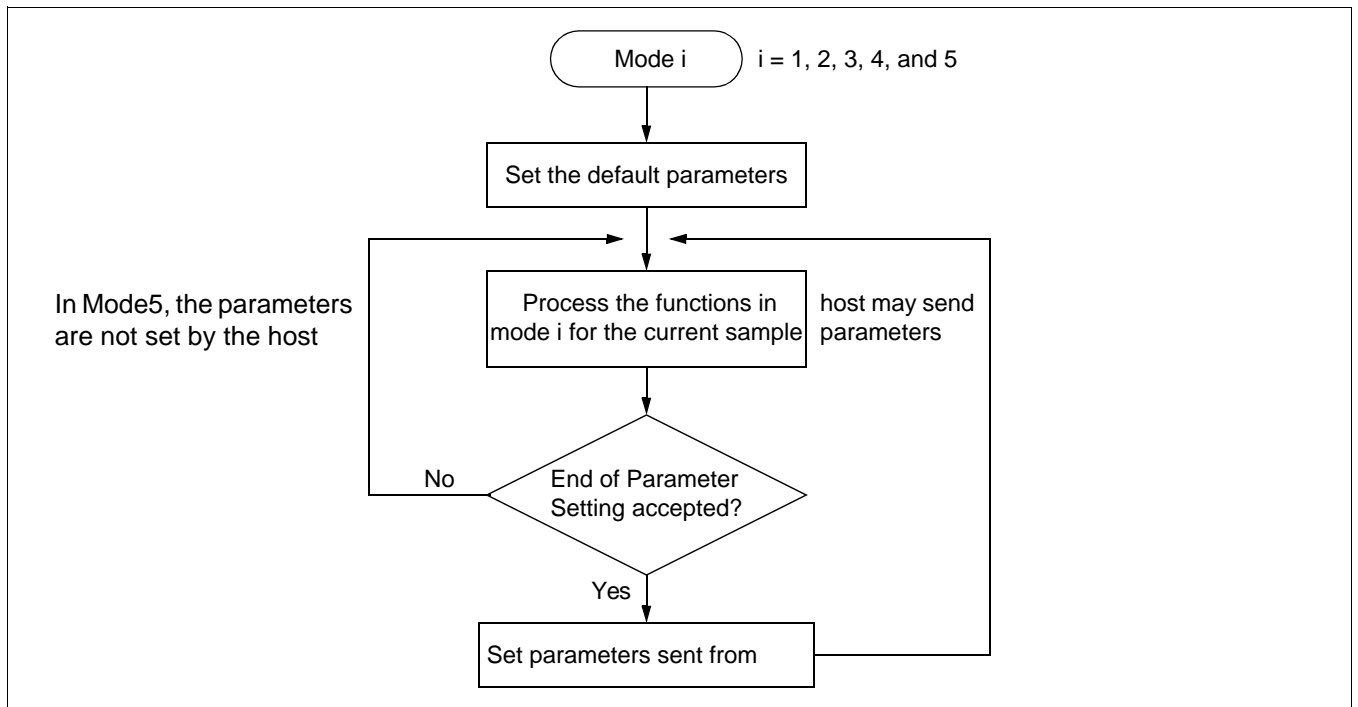 Mode i
i = 1, 2, 3, 4, and 5
Set the default parameters
In Mode5, the parameters
are not set by the host
Process the functions in
mode i for the current sample
host may send
parameters
No
End of Parameter
Setting accepted?
Yes
Set parameters sent from